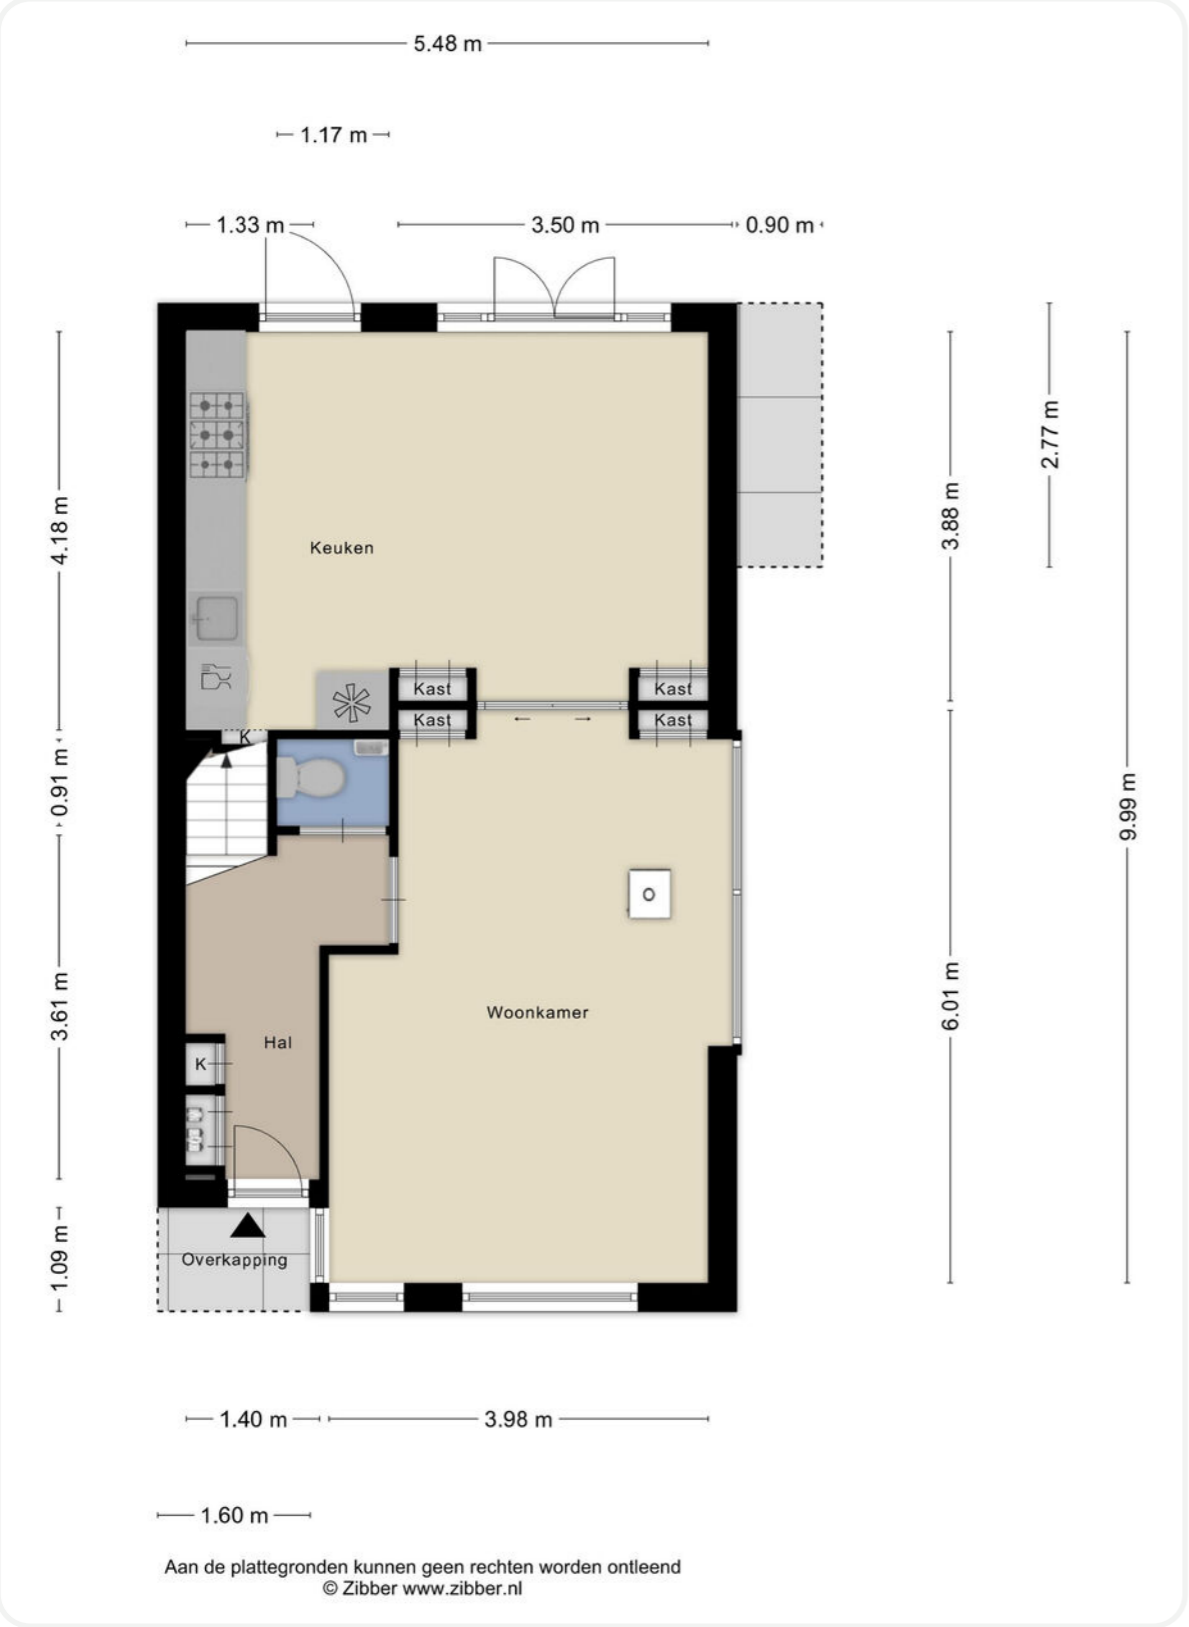 5.48 m
1.17 m
1.33 m
3.50 m
0.90 m
4.18 m
3.88 m
2.77 m
Keuken
Kast
Kast
Kast
Kast
K
0.91 m
9.99 m
3.61 m
6.01 m
Woonkamer
Hal
K
1.09 m
Overkapping
1.40 m
3.98 m
1.60 m
Aan de plattegronden kunnen geen rechten worden ontleend
© Zibber www.zibber.nl